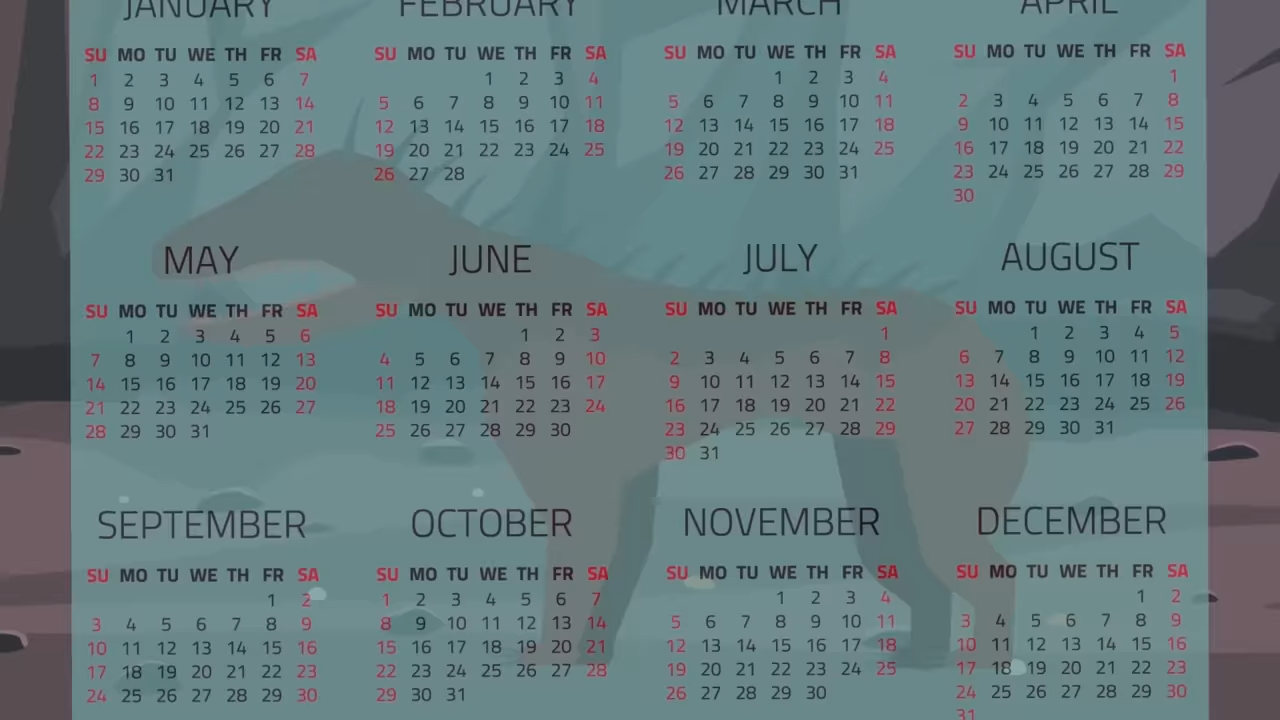 JANUARY FEBRUARY MARCH APRIL
SU MO TU WE TH FR SA SU MO TU WE TH FR SA SU MO TU WE TH FR SA SU MO TU WE TH FR SA
1 2 3 4 5 6 7 1 2 3 4 1 2 3 4 1
8 9 10 11 12 13 14 5 6 7 8 9 10 11 5 6 7 8 9 10 11 2 3 4 5 6 7 8
15 16 17 18 19 20 21 12 13 14 15 16 17 18 12 13 14 15 16 17 18 9 10 11 12 13 14 15
22 23 24 25 26 27 28 19 20 21 22 23 24 25 19 20 21 22 23 24 25 16 17 18 19 20 21 22
29 30 31 26 27 28 26 27 28 29 30 31 23 24 25 26 27 28 29
30
MAY JUNE JULY AUGUST
SU MO TU WE TH FR SA SU MO TU WE TH FR SA SU MO TU WE TH FR SA SU MO TU WE TH FR SA
1 2 3 4 5 6 1 2 3 1 1 2 3 4 5
7 8 9 10 11 12 13 4 5 6 7 8 9 10 2 3 4 5 6 7 8 6 7 8 9 10 11 12
14 15 16 17 18 19 20 11 12 13 14 15 16 17 9 10 11 12 13 14 15 13 14 15 16 17 18 19
21 22 23 24 25 26 27 18 19 20 21 22 23 24 16 17 18 19 20 21 22 20 21 22 23 24 25 26
28 29 30 31 25 26 27 28 29 30 23 24 25 26 27 28 29 27 28 29 30 31
30 31
SEPTEMBER OCTOBER NOVEMBER DECEMBER
SU MO TU WE TH FR SA SU MO TU WE TH FR SA SU MO TU WE TH FR SA SU MO TU WE TH FR SA
1 2 1 2 3 4 5 6 7 1 2 3 4 1 2
3 4 5 6 7 8 9 8 9 10 11 12 13 14 5 6 7 8 9 10 11 3 4 5 6 7 8 9
10 11 12 13 14 15 16 15 16 17 18 19 20 21 12 13 14 15 16 17 18 10 11 12 13 14 15 16
17 18 19 20 21 22 23 22 23 24 25 26 27 28 19 20 21 22 23 24 25 17 18 19 20 21 22 23
24 25 26 27 28 29 30 29 30 31 26 27 28 29 30 24 25 26 27 28 29 30
31